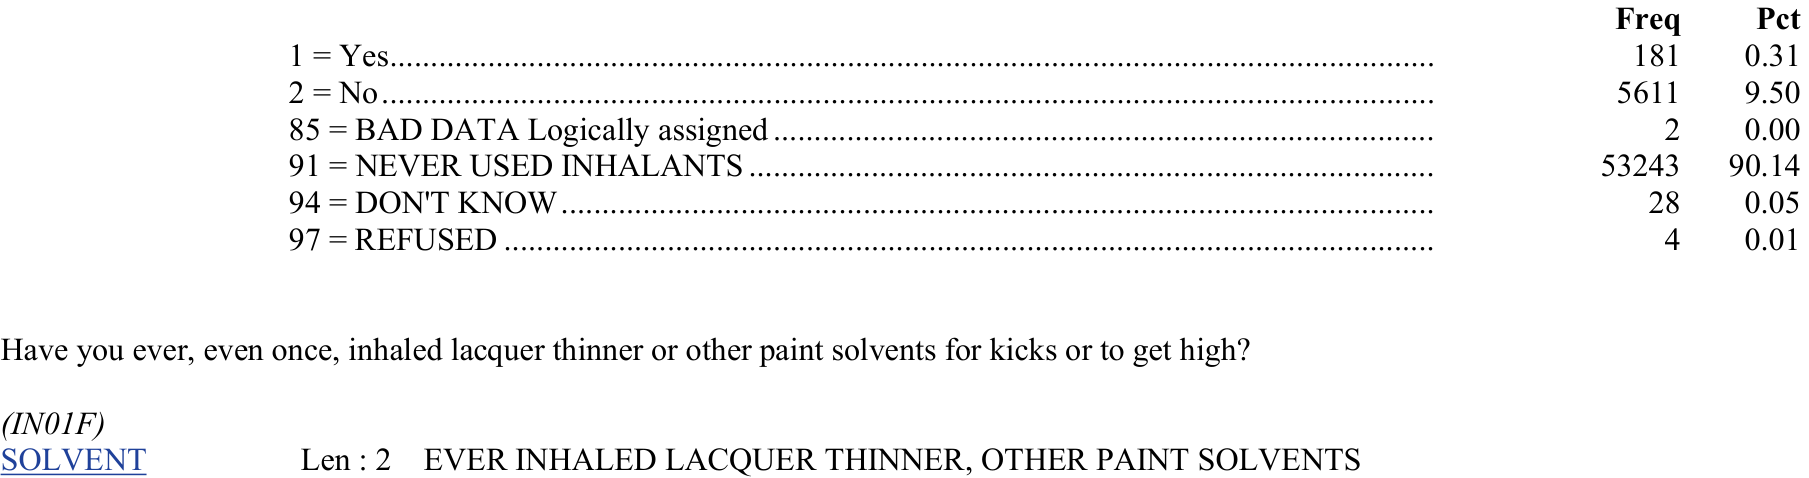 Freq Pct
1 = Yes.................................................................................................................................. 181 0.31
2 = No................................................................................................................................... 5611 9.50
85 = BAD DATA Logically assigned.................................................................................. 2 0.00
91 = NEVER USED INHALANTS..................................................................................... 53243 90.14
94 = DON'T KNOW............................................................................................................. 28 0.05
97 = REFUSED................................................................................................................... 4 0.01
Have you ever, even once, inhaled lacquer thinner or other paint solvents for kicks or to get high?
(IN01F)
SOLVENT Len : 2 EVER INHALED LACQUER THINNER, OTHER PAINT SOLVENTS